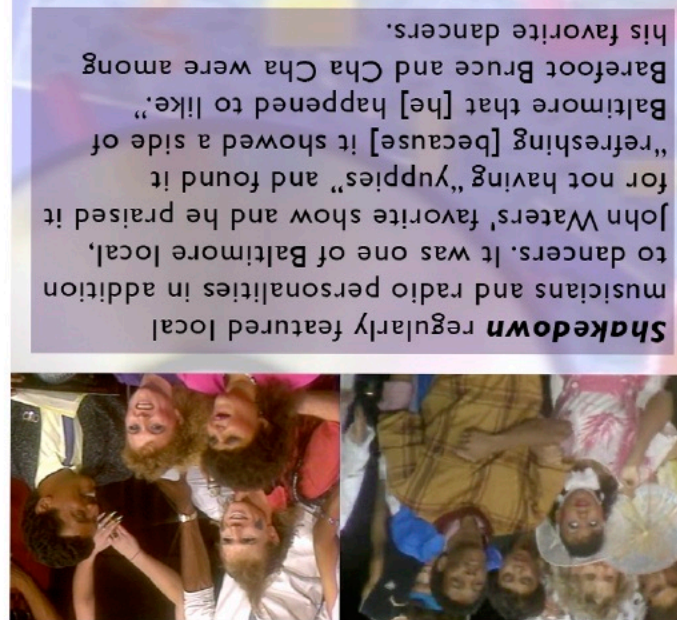 Shakedown regularly featured local
musicians and radio personalities in addition
to dancers. It was one of Baltimore local,
John Waters' favorite show and he praised it
for not having "yuppies" and found it
"refreshing [because] it showed a side of
Baltimore that [he] happened to like."
Barefoot Bruce and Cha Cha were among
his favorite dancers.